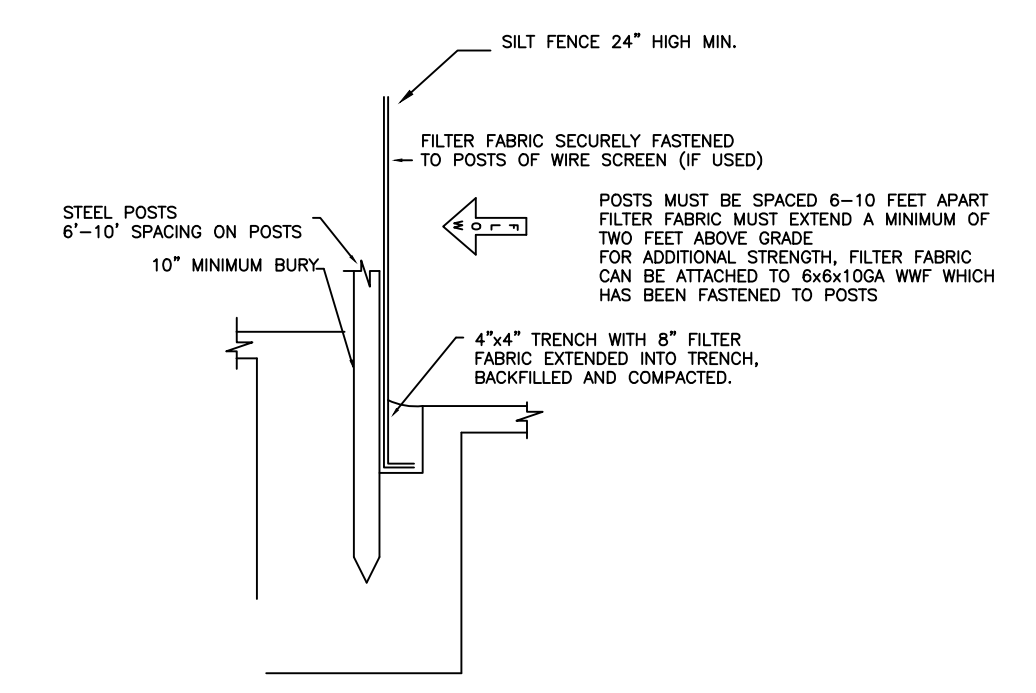 SILT FENCE 24" HIGH MIN.
FILTER FABRIC SECURELY FASTENED
TO POSTS OF WIRE SCREEN (IF USED)
STEEL POSTS
6'-10' SPACING ON POSTS
10" MINIMUM BURY
FLOW
POSTS MUST BE SPACED 6-10 FEET APART
FILTER FABRIC MUST EXTEND A MINIMUM OF
TWO FEET ABOVE GRADE
FOR ADDITIONAL STRENGTH, FILTER FABRIC
CAN BE ATTACHED TO 6x6x10GA WWF WHICH
HAS BEEN FASTENED TO POSTS
4"x4" TRENCH WITH 8" FILTER
FABRIC EXTENDED INTO TRENCH,
BACKFILLED AND COMPACTED.